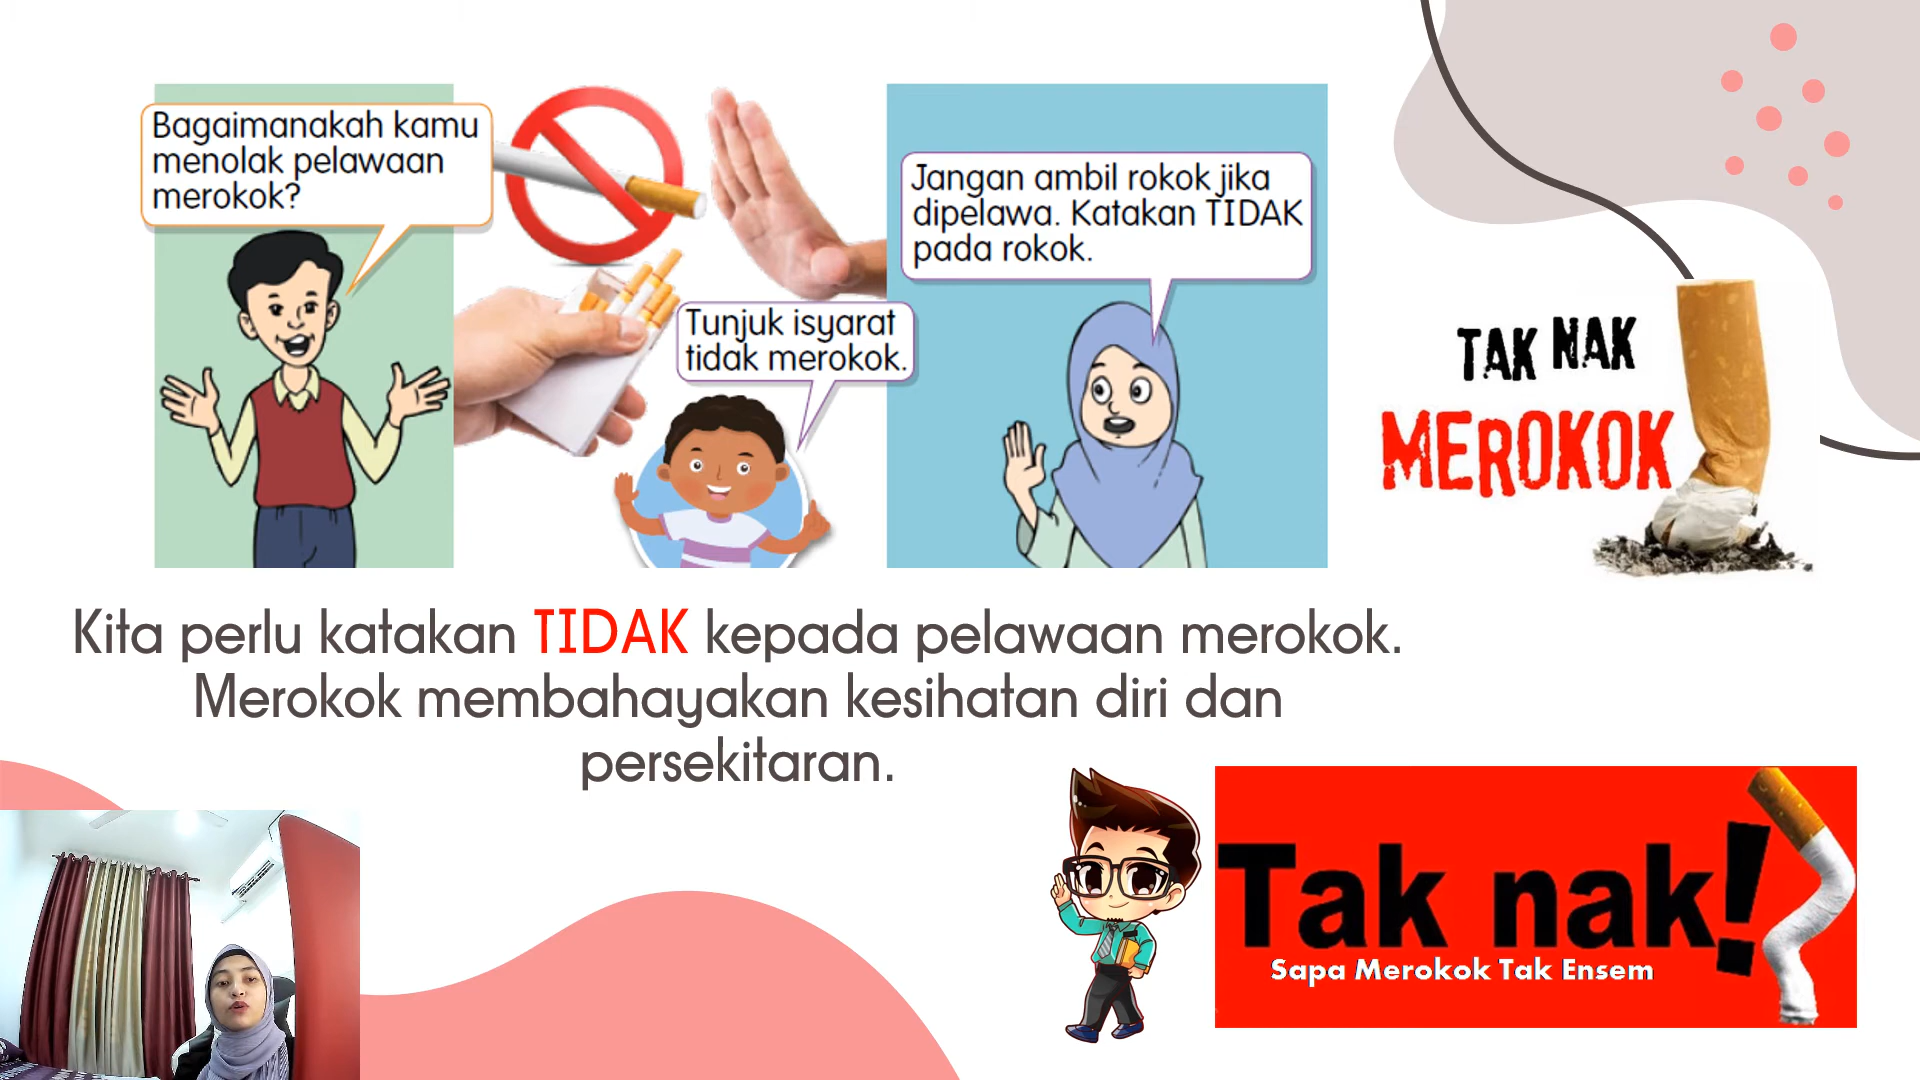 Bagaimanakah kamu
menolak pelawaan
merokok?
Jangan ambil rokok jika
dipelawa. Katakan TIDAK
pada rokok.
Tunjuk isyarat
tidak merokok.
TAK NAK
MEROKOK
Kita perlu katakan TIDAK kepada pelawaan merokok.
Merokok membahayakan kesihatan diri dan
persekitaran.
Tak nak!
Sapa Merokok Tak Ensem